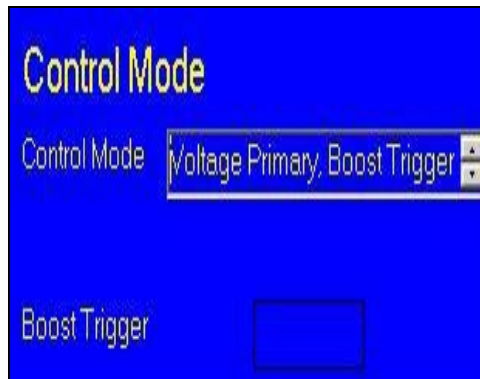 Control Mode
Control Mode Voltage Primary, Boost Trigger
Boost Trigger